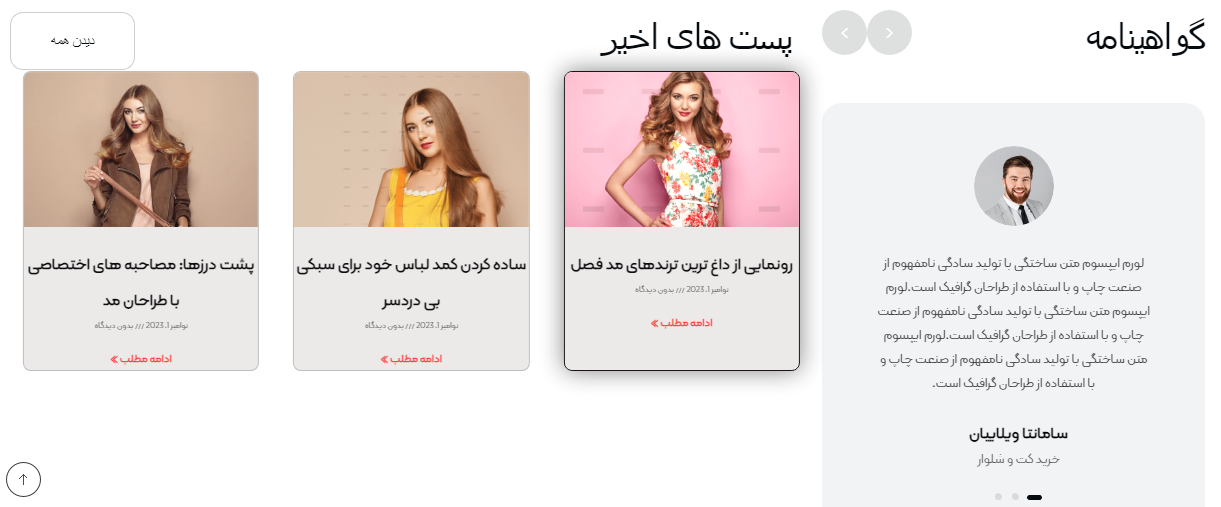 گواهینامه
لورم ایپسوم متن ساختگی با تولید سادگی نامفهوم از
صنعت چاپ و با استفاده از طراحان گرافیک است.لورم
ایپسوم متن ساختگی با تولید سادگی نامفهوم از صنعت
چاپ و با استفاده از طراحان گرافیک است.لورم ایپسوم
متن ساختگی با تولید سادگی نامفهوم از صنعت چاپ و
با استفاده از طراحان گرافیک است.
سامانتا ویلاییان
خرید کت و شلوار
پست های اخیر
دیدن همه
رونمایی از داغ ترین ترندهای مد فصل
نوامبر 1, 2023 /// بدون دیدگاه
ادامه مطلب »
ساده کردن کمد لباس خود برای سبکی
بی دردسر
نوامبر 1, 2023 /// بدون دیدگاه
ادامه مطلب »
پشت درزها: مصاحبه های اختصاصی
با طراحان مد
نوامبر 1, 2023 /// بدون دیدگاه
ادامه مطلب »